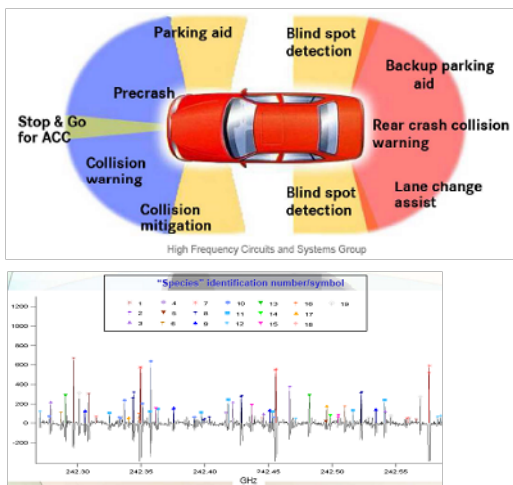 Parking aid
Blind spot
detection
Backup parking
aid
Precrash
Stop & Go
for ACC
Rear crash collision
warning
Collision
warning
Lane change
assist
Blind spot
detection
Collision
mitigation
High Frequency Circuits and Systems Group
"Species" identification number/symbol
1 4 7 10 13 16 19
2 5 8 11 14 17
3 6 9 12 15 18
1200
1000
800
600
400
200
0
-200
242.30 242.35 242.40 242.45 242.50 242.55
GHz